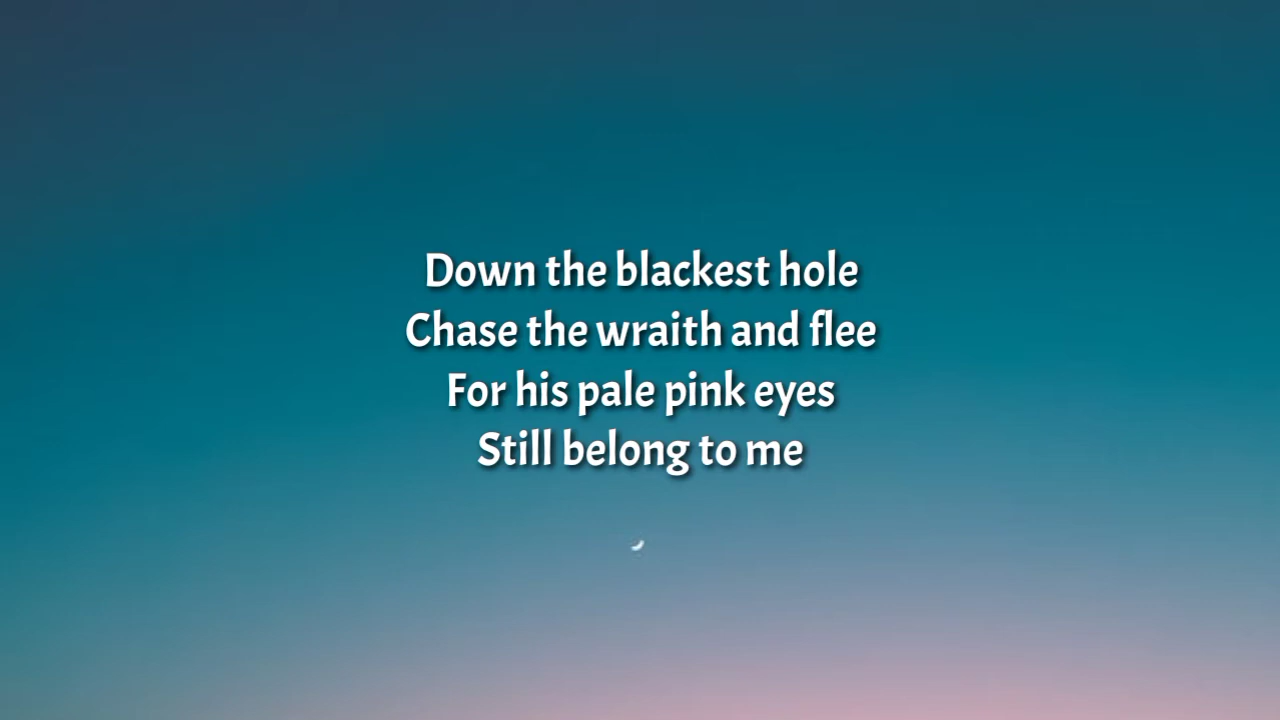 Down the blackest hole
Chase the wraith and flee
For his pale pink eyes
Still belong to me